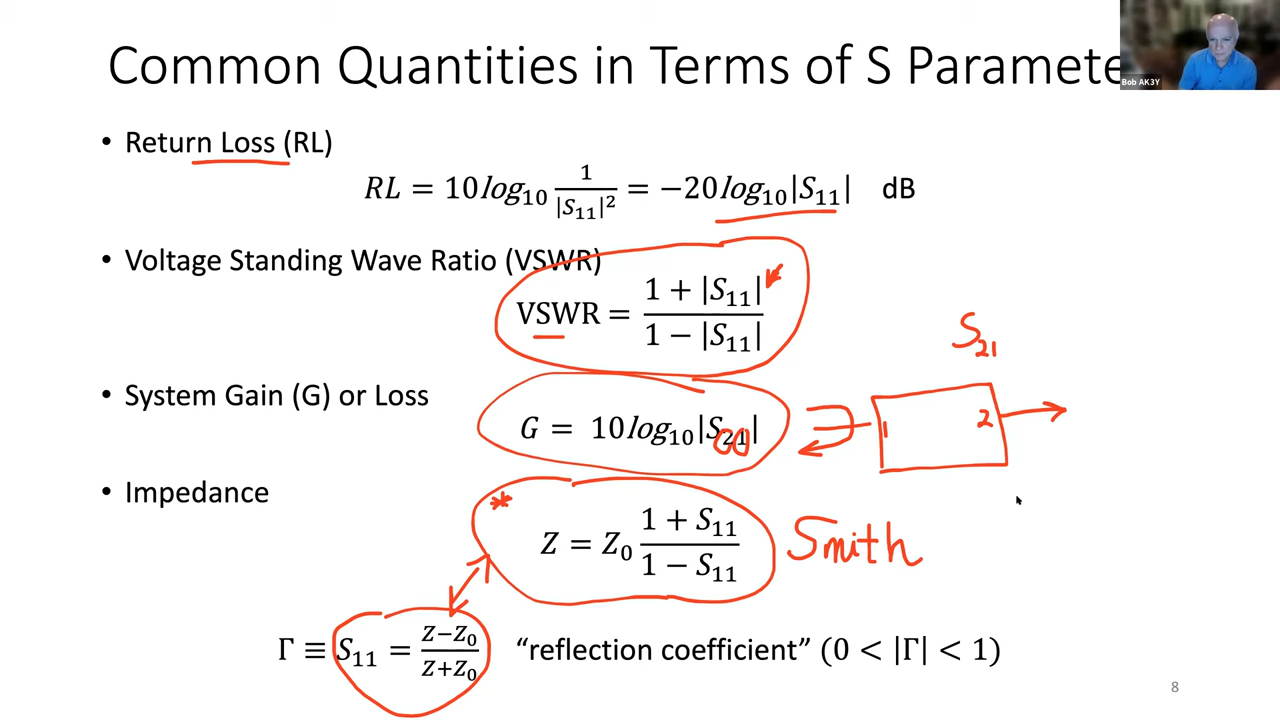 Common Quantities in Terms of S Paramete
Bob AK3Y
• Return Loss (RL)
RL = 10log₁₀ 1/|S₁₁|² = −20log₁₀|S₁₁| dB
• Voltage Standing Wave Ratio (VSWR)
VSWR = 1 + |S₁₁| / 1 − |S₁₁|
S₂₁
• System Gain (G) or Loss
G = 10log₁₀|S₂₁|
1 2
• Impedance
* Z = Z₀ 1 + S₁₁ / 1 − S₁₁ Smith
Γ ≡ S₁₁ = Z−Z₀ / Z+Z₀ “reflection coefficient” (0 < |Γ| < 1)
8